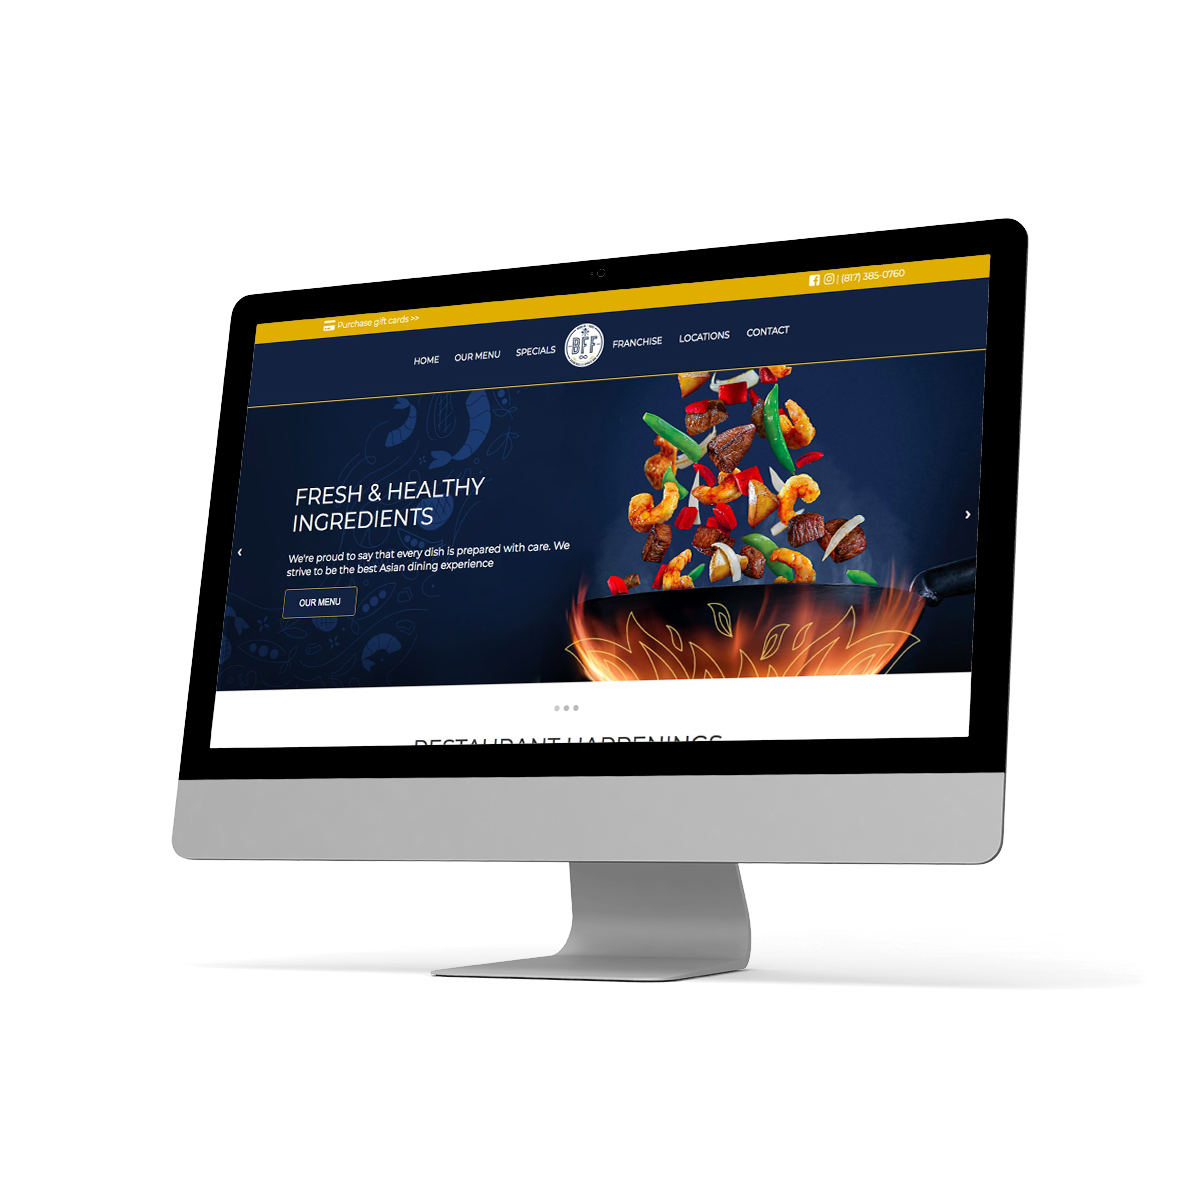 Purchase gift cards >>
| (817) 385-0760
HOME
OUR MENU
SPECIALS
BFF
FRANCHISE
LOCATIONS
CONTACT
FRESH & HEALTHY
INGREDIENTS
We're proud to say that every dish is prepared with care. We
strive to be the best Asian dining experience
OUR MENU
RESTAURANT HAPPENINGS